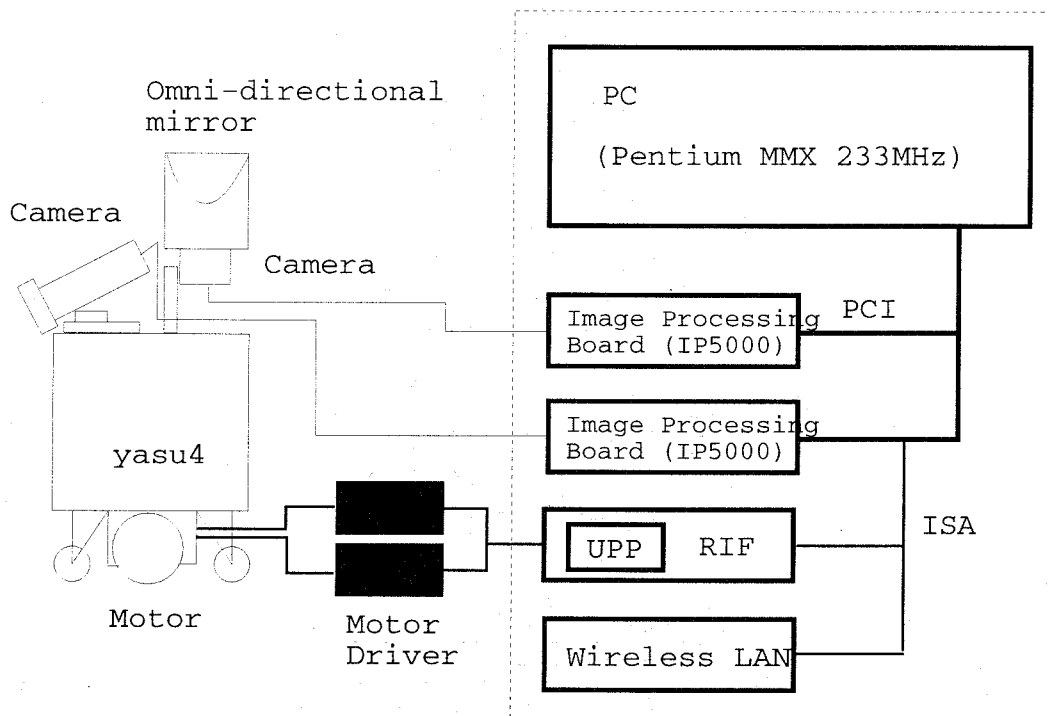 Omni-directional
mirror
Camera
Camera
yasu4
Motor
Motor
Driver
PC
(Pentium MMX 233MHz)
PCI
Image Processing
Board (IP5000)
Image Processing
Board (IP5000)
ISA
UPP
RIF
Wireless LAN